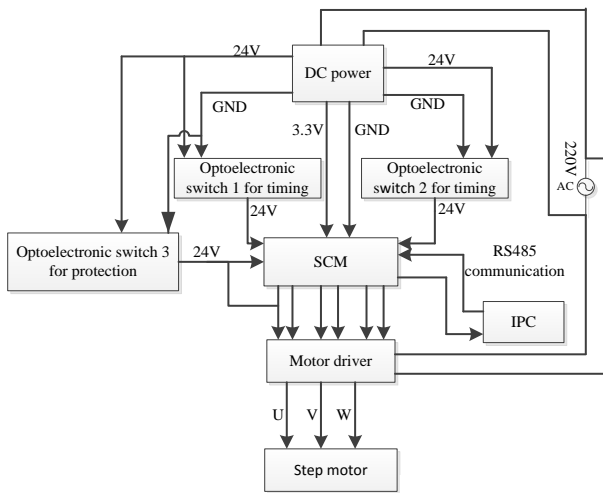 24V
DC power
24V
GND
GND
3.3V
GND
220V
AC
Optoelectronic
switch 1 for timing
Optoelectronic
switch 2 for timing
24V
24V
Optoelectronic switch 3
for protection
24V
SCM
RS485
communication
IPC
Motor driver
U
V
W
Step motor